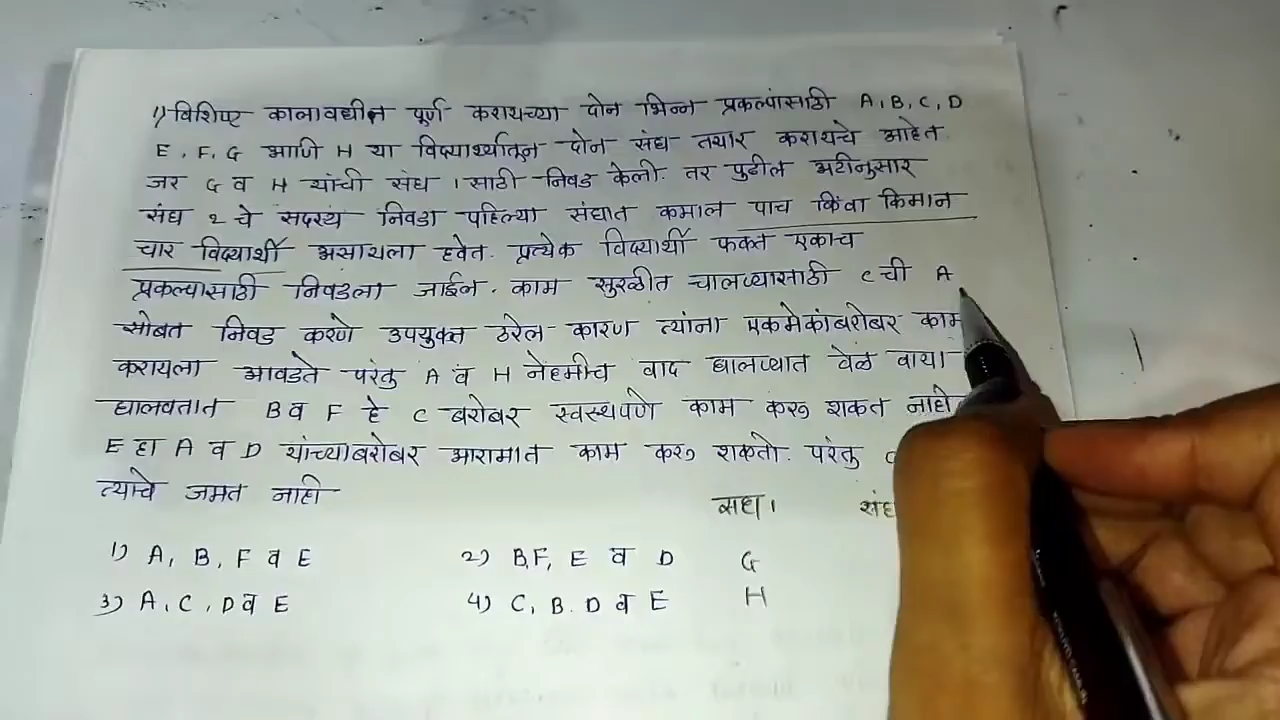 1) विशिष्ट कालावधीत पूर्ण करायच्या दोन भिन्न प्रकल्पांसाठी A, B, C, D
E, F, G आणि H या विद्यार्थ्यांतून दोन संघ तयार करायचे आहेत.
जर G व H यांची संघ 1 साठी निवड केली. तर पुढील अटीनुसार
संघ 2 चे सदस्य निवडा पहिल्या संघात कमाल पाच किंवा किमान
चार विद्यार्थी असायला हवेत. प्रत्येक विद्यार्थी फक्त एकाच
प्रकल्पासाठी निवडला जाईल. काम सुरळीत चालण्यासाठी C ची A
सोबत निवड करणे उपयुक्त ठरेल कारण त्यांना एकमेकांबरोबर काम
करायला आवडते परंतु A व H नेहमीच वाद घालण्यात वेळ वाया
घालवतात B व F हे C बरोबर स्वस्थपणे काम करू शकत नाही
E हा A व D यांच्याबरोबर आरामात काम करू शकतो. परंतु
त्याचे जमत नाही
संघ 1 संघ
1) A, B, F व E 2) B, F, E व D G
3) A, C, D व E 4) C, B. D व E H